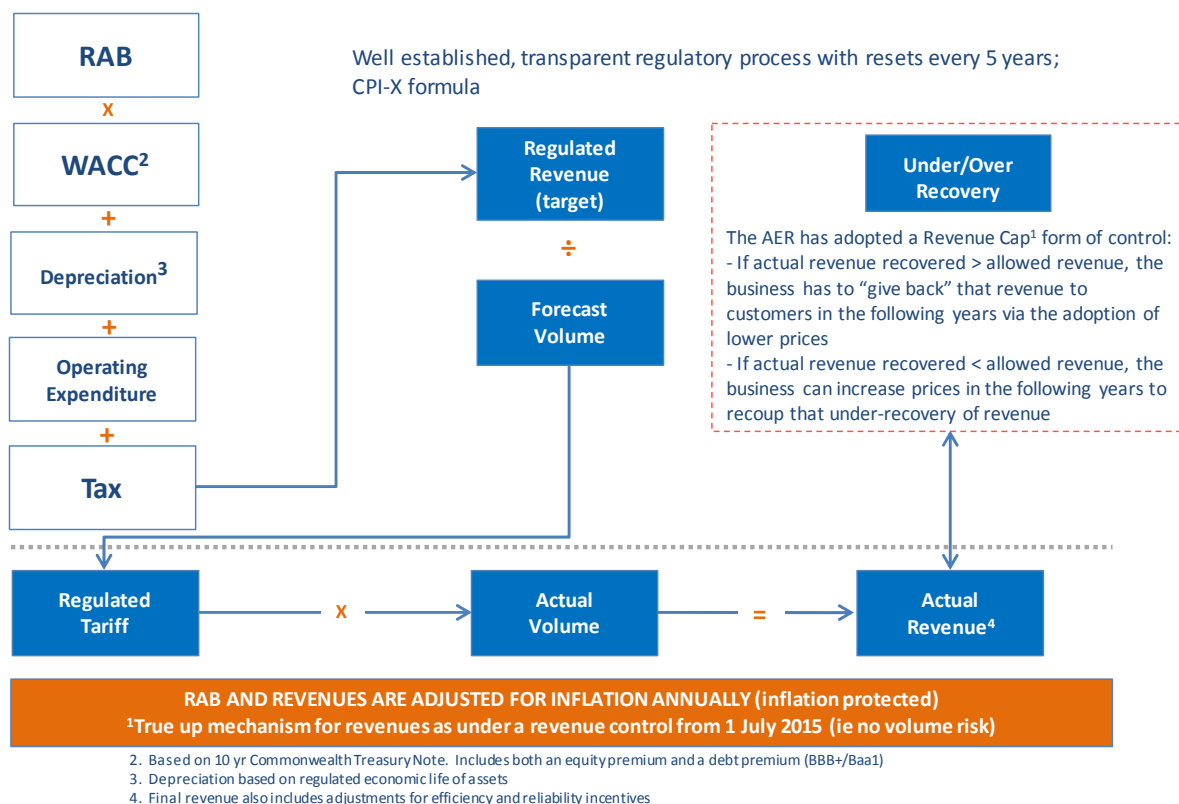 RAB
x
WACC²
+
Depreciation³
+
Operating
Expenditure
+
Tax
Well established, transparent regulatory process with resets every 5 years;
CPI-X formula
Regulated
Revenue
(target)
÷
Forecast
Volume
Under/Over
Recovery
The AER has adopted a Revenue Cap¹ form of control:
- If actual revenue recovered > allowed revenue, the
business has to “give back” that revenue to
customers in the following years via the adoption of
lower prices
- If actual revenue recovered < allowed revenue, the
business can increase prices in the following years to
recoup that under-recovery of revenue
Regulated
Tariff
x
Actual
Volume
=
Actual
Revenue⁴
RAB AND REVENUES ARE ADJUSTED FOR INFLATION ANNUALLY (inflation protected)
¹True up mechanism for revenues as under a revenue control from 1 July 2015 (ie no volume risk)
2. Based on 10 yr Commonwealth Treasury Note. Includes both an equity premium and a debt premium (BBB+/Baa1)
3. Depreciation based on regulated economic life of assets
4. Final revenue also includes adjustments for efficiency and reliability incentives